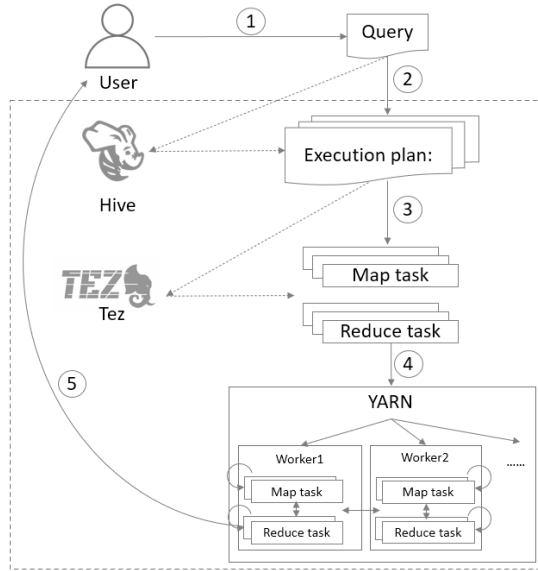 1
Query
User
2
Execution plan:
Hive
3
Map task
TEZ
Tez
Reduce task
4
5
YARN
Worker1
Worker2
......
Map task
Map task
Reduce task
Reduce task